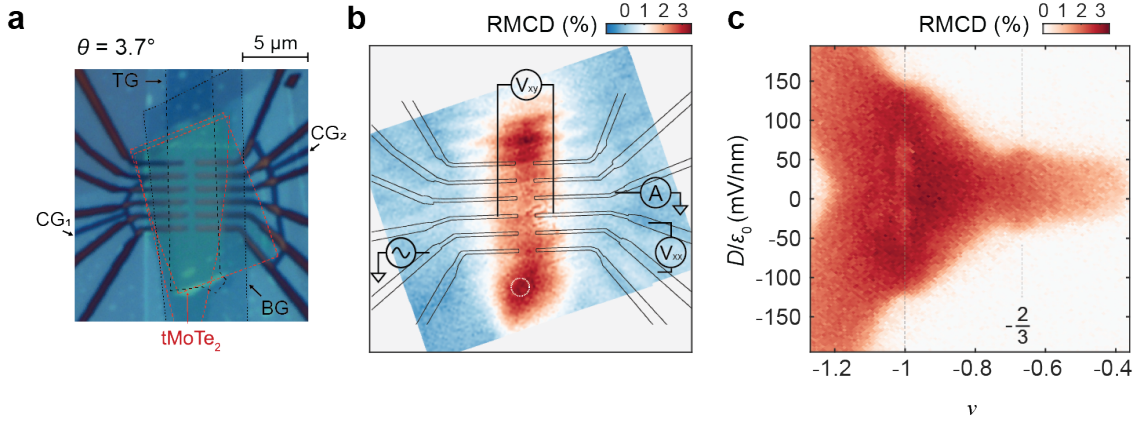 a
θ = 3.7°
5 μm
TG
CG₂
CG₁
BG
tMoTe₂
b
RMCD (%)
0 1 2 3
Vxy
A
Vxx
c
RMCD (%)
0 1 2 3
D/ε₀ (mV/nm)
150
100
50
0
-50
-100
-150
-2/3
-1.2 -1 -0.8 -0.6 -0.4
ν